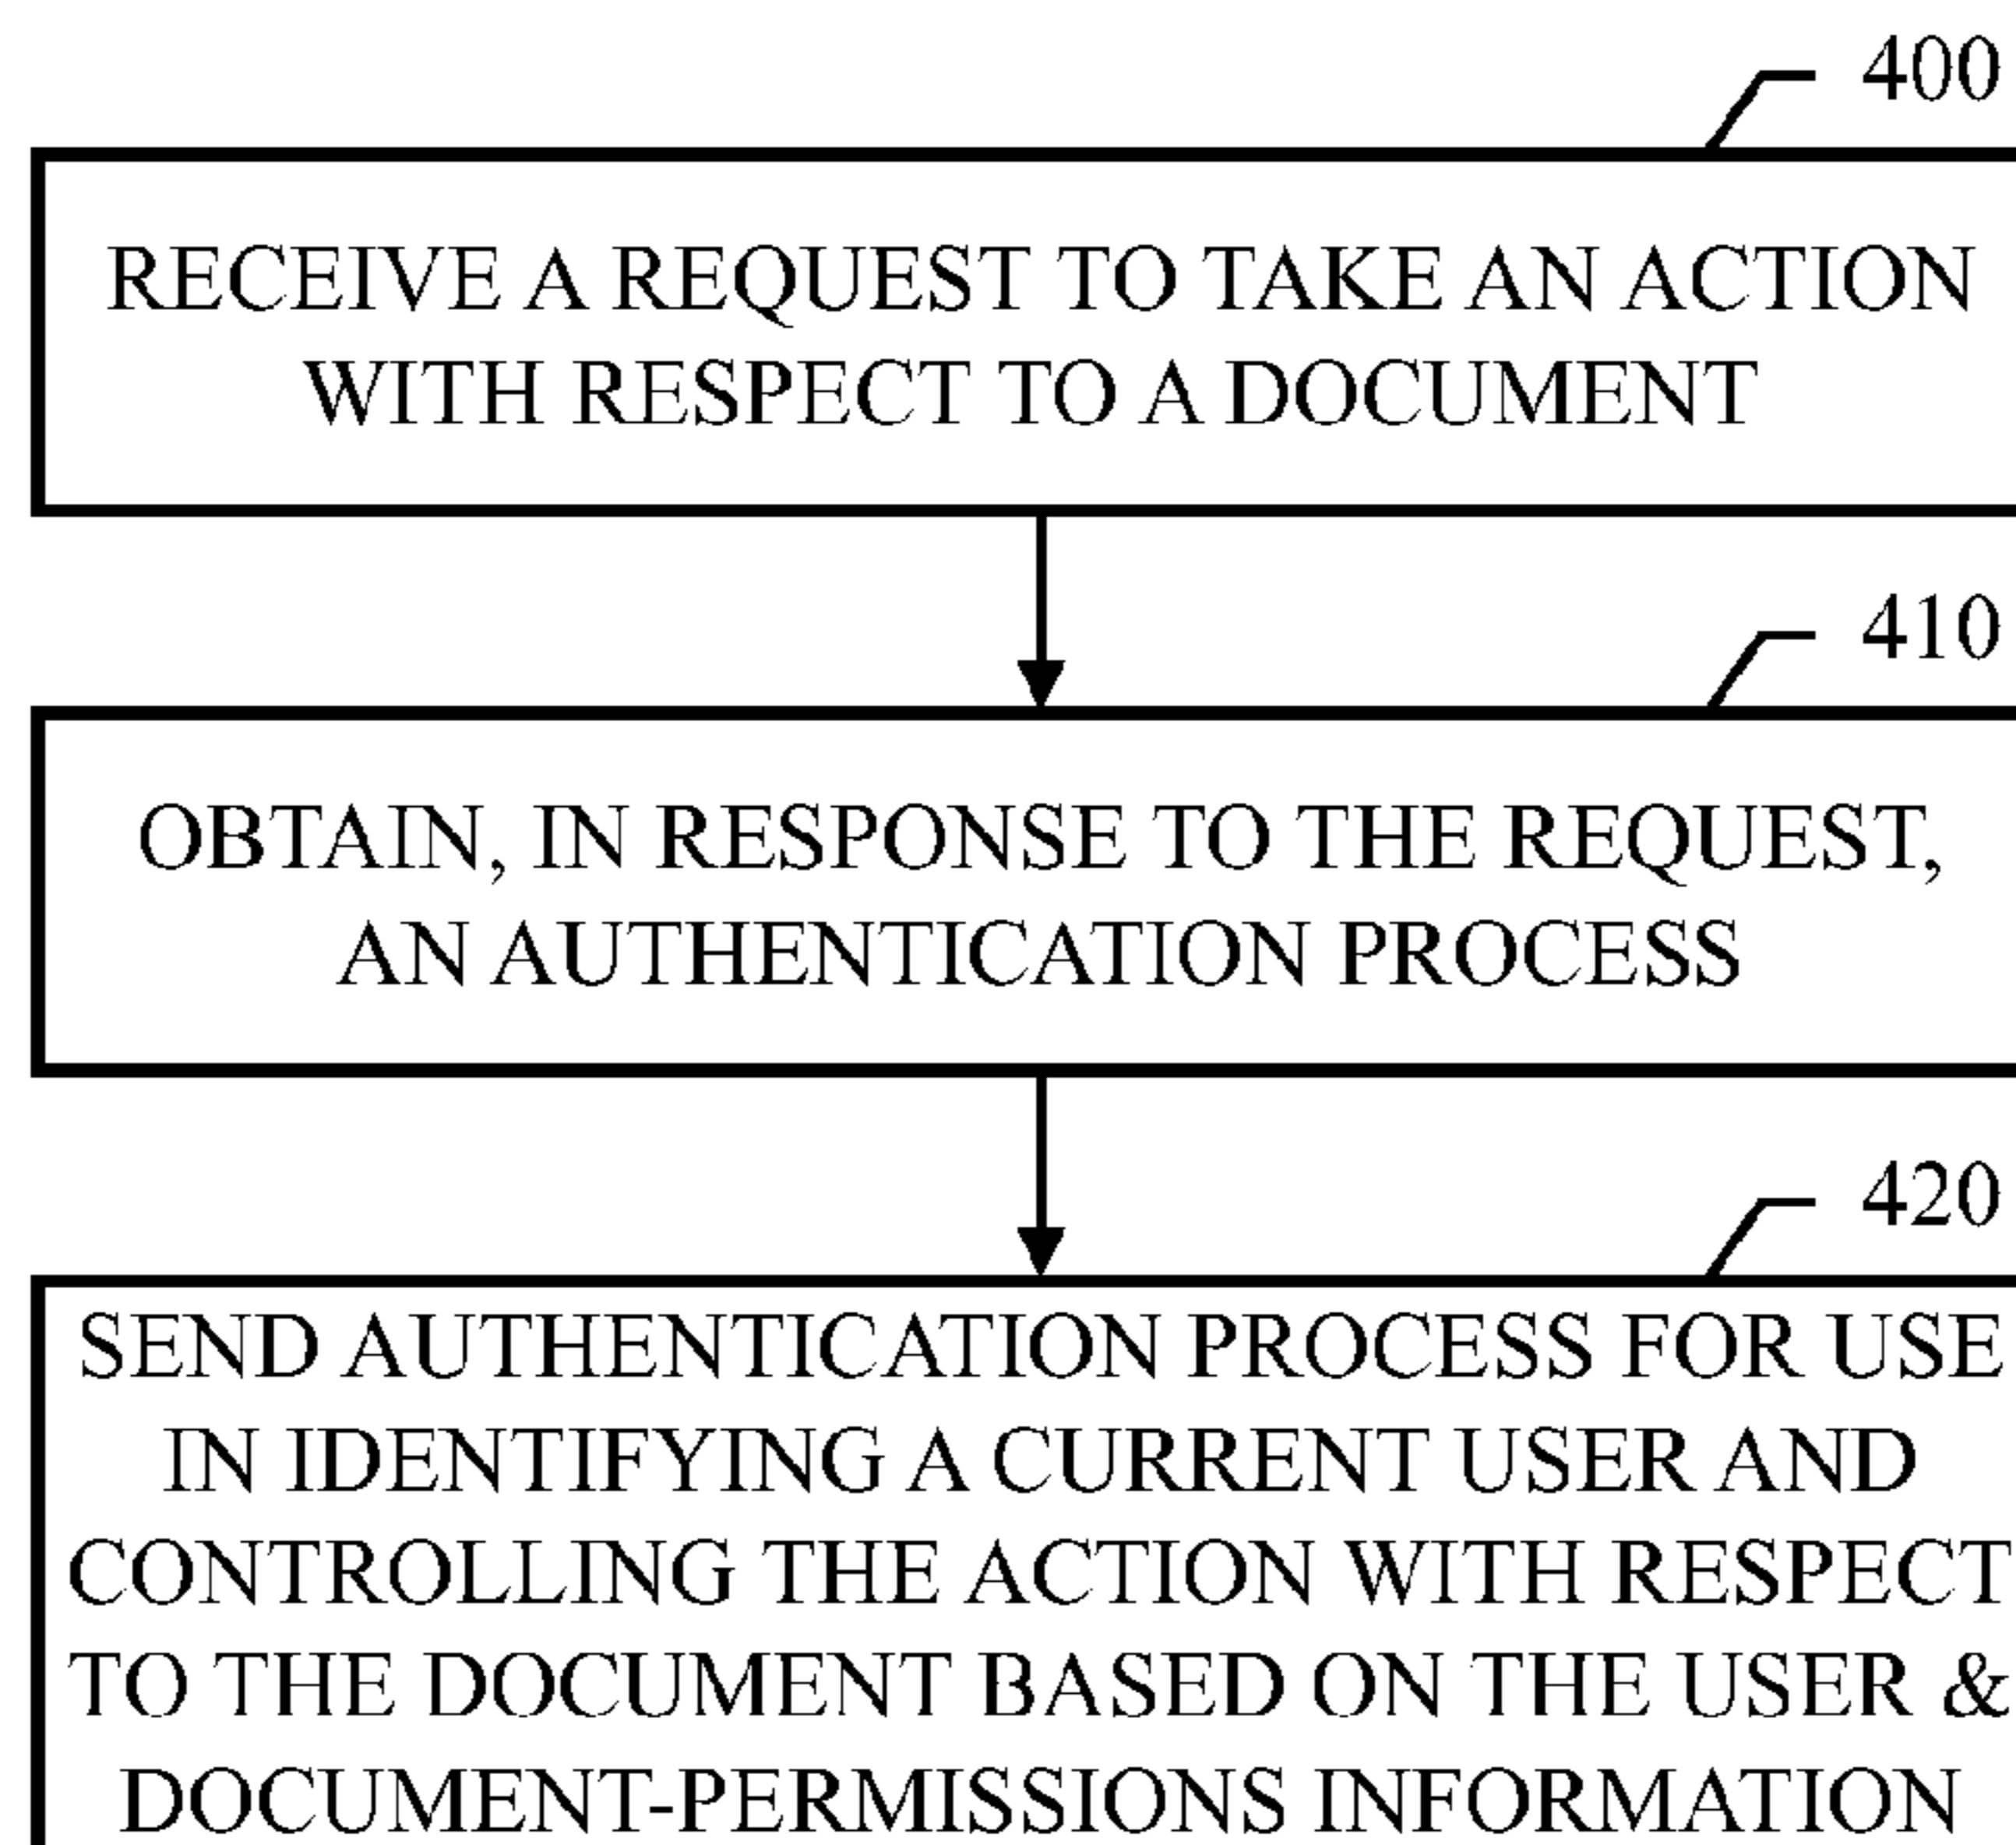 400
RECEIVE A REQUEST TO TAKE AN ACTION
WITH RESPECT TO A DOCUMENT
410
OBTAIN, IN RESPONSE TO THE REQUEST,
AN AUTHENTICATION PROCESS
420
SEND AUTHENTICATION PROCESS FOR USE
IN IDENTIFYING A CURRENT USER AND
CONTROLLING THE ACTION WITH RESPECT
TO THE DOCUMENT BASED ON THE USER &
DOCUMENT-PERMISSIONS INFORMATION